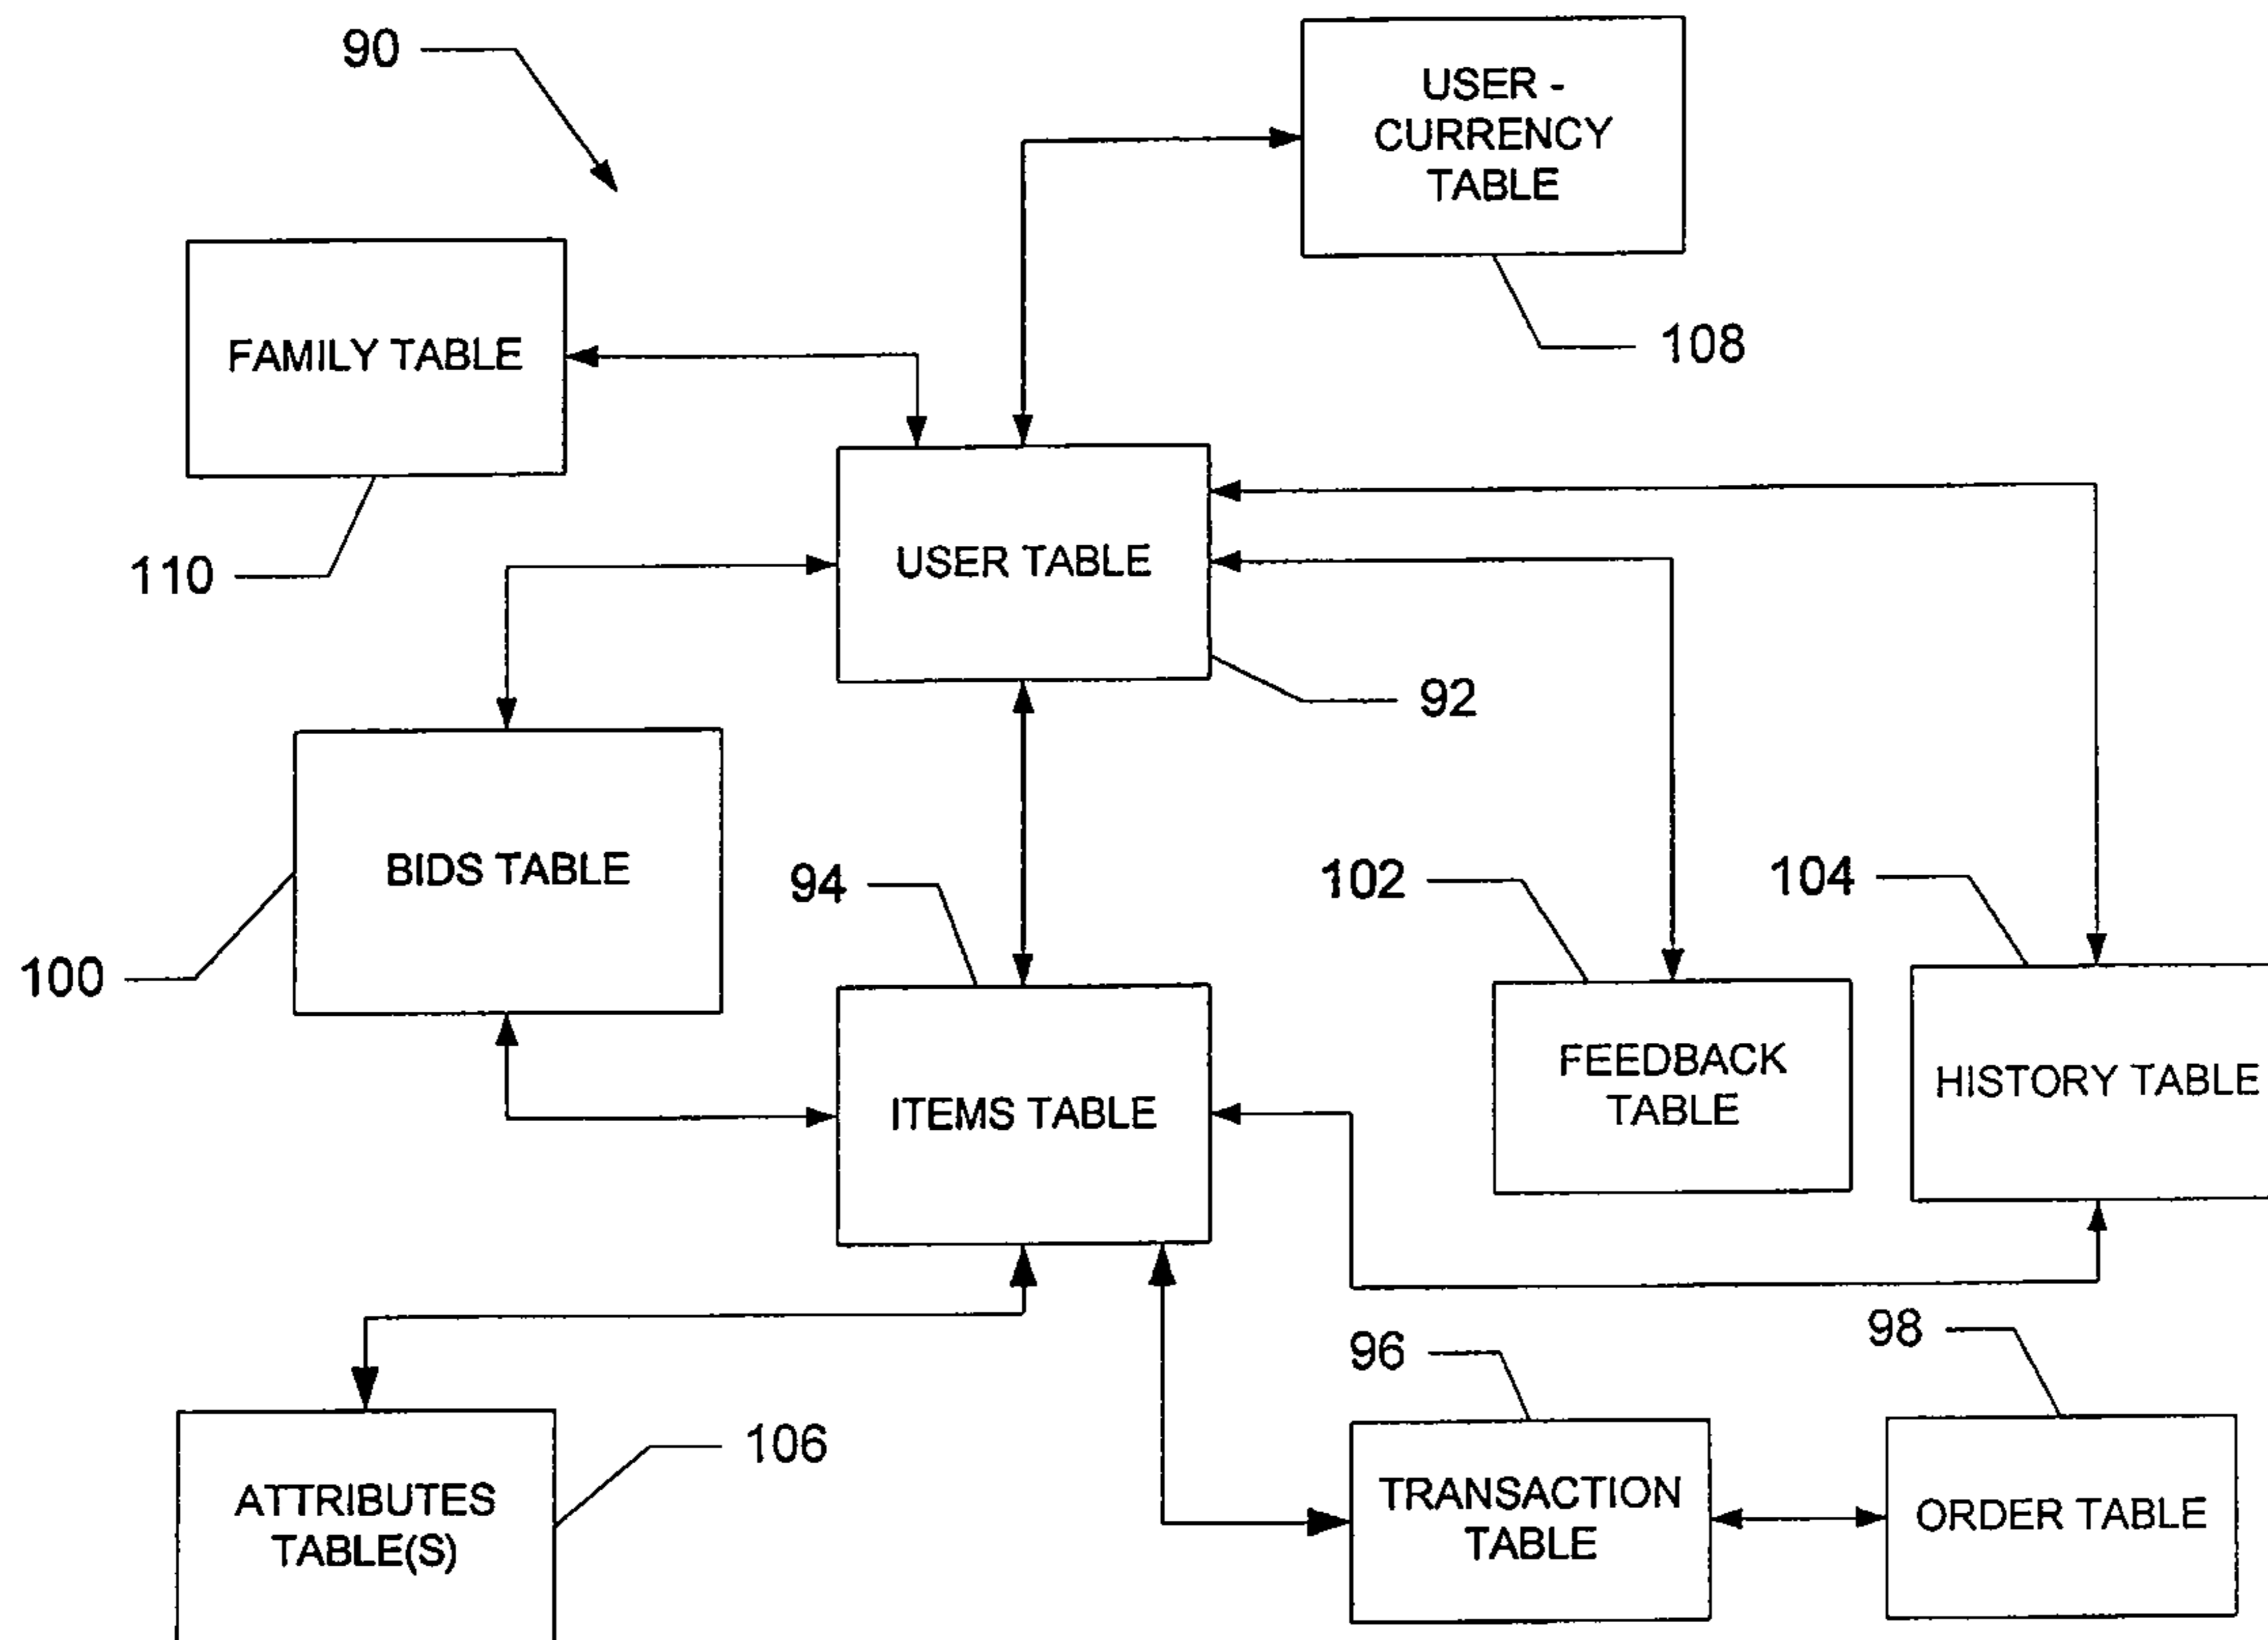 90
USER -
CURRENCY
TABLE
108
FAMILY TABLE
110
USER TABLE
92
BIDS TABLE
100
94
102
104
ITEMS TABLE
FEEDBACK
TABLE
HISTORY TABLE
96
98
ATTRIBUTES
TABLE(S)
106
TRANSACTION
TABLE
ORDER TABLE